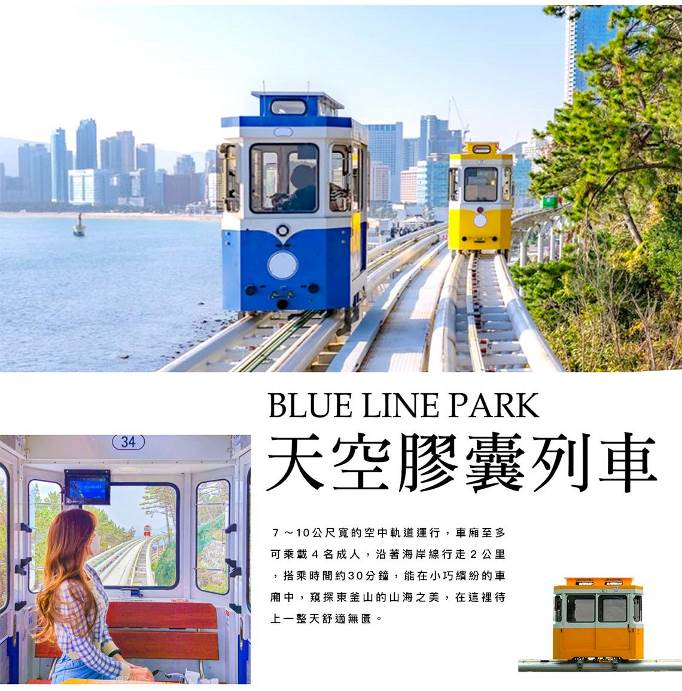 BLUE LINE PARK
天空膠囊列車
34
7～10公尺寬的空中軌道運行，車廂至多
可乘載4名成人，沿著海岸線行走2公里
，搭乘時間約30分鐘，能在小巧繽紛的車
廂中，窺探東釜山的山海之美，在這裡待
上一整天舒適無匱。